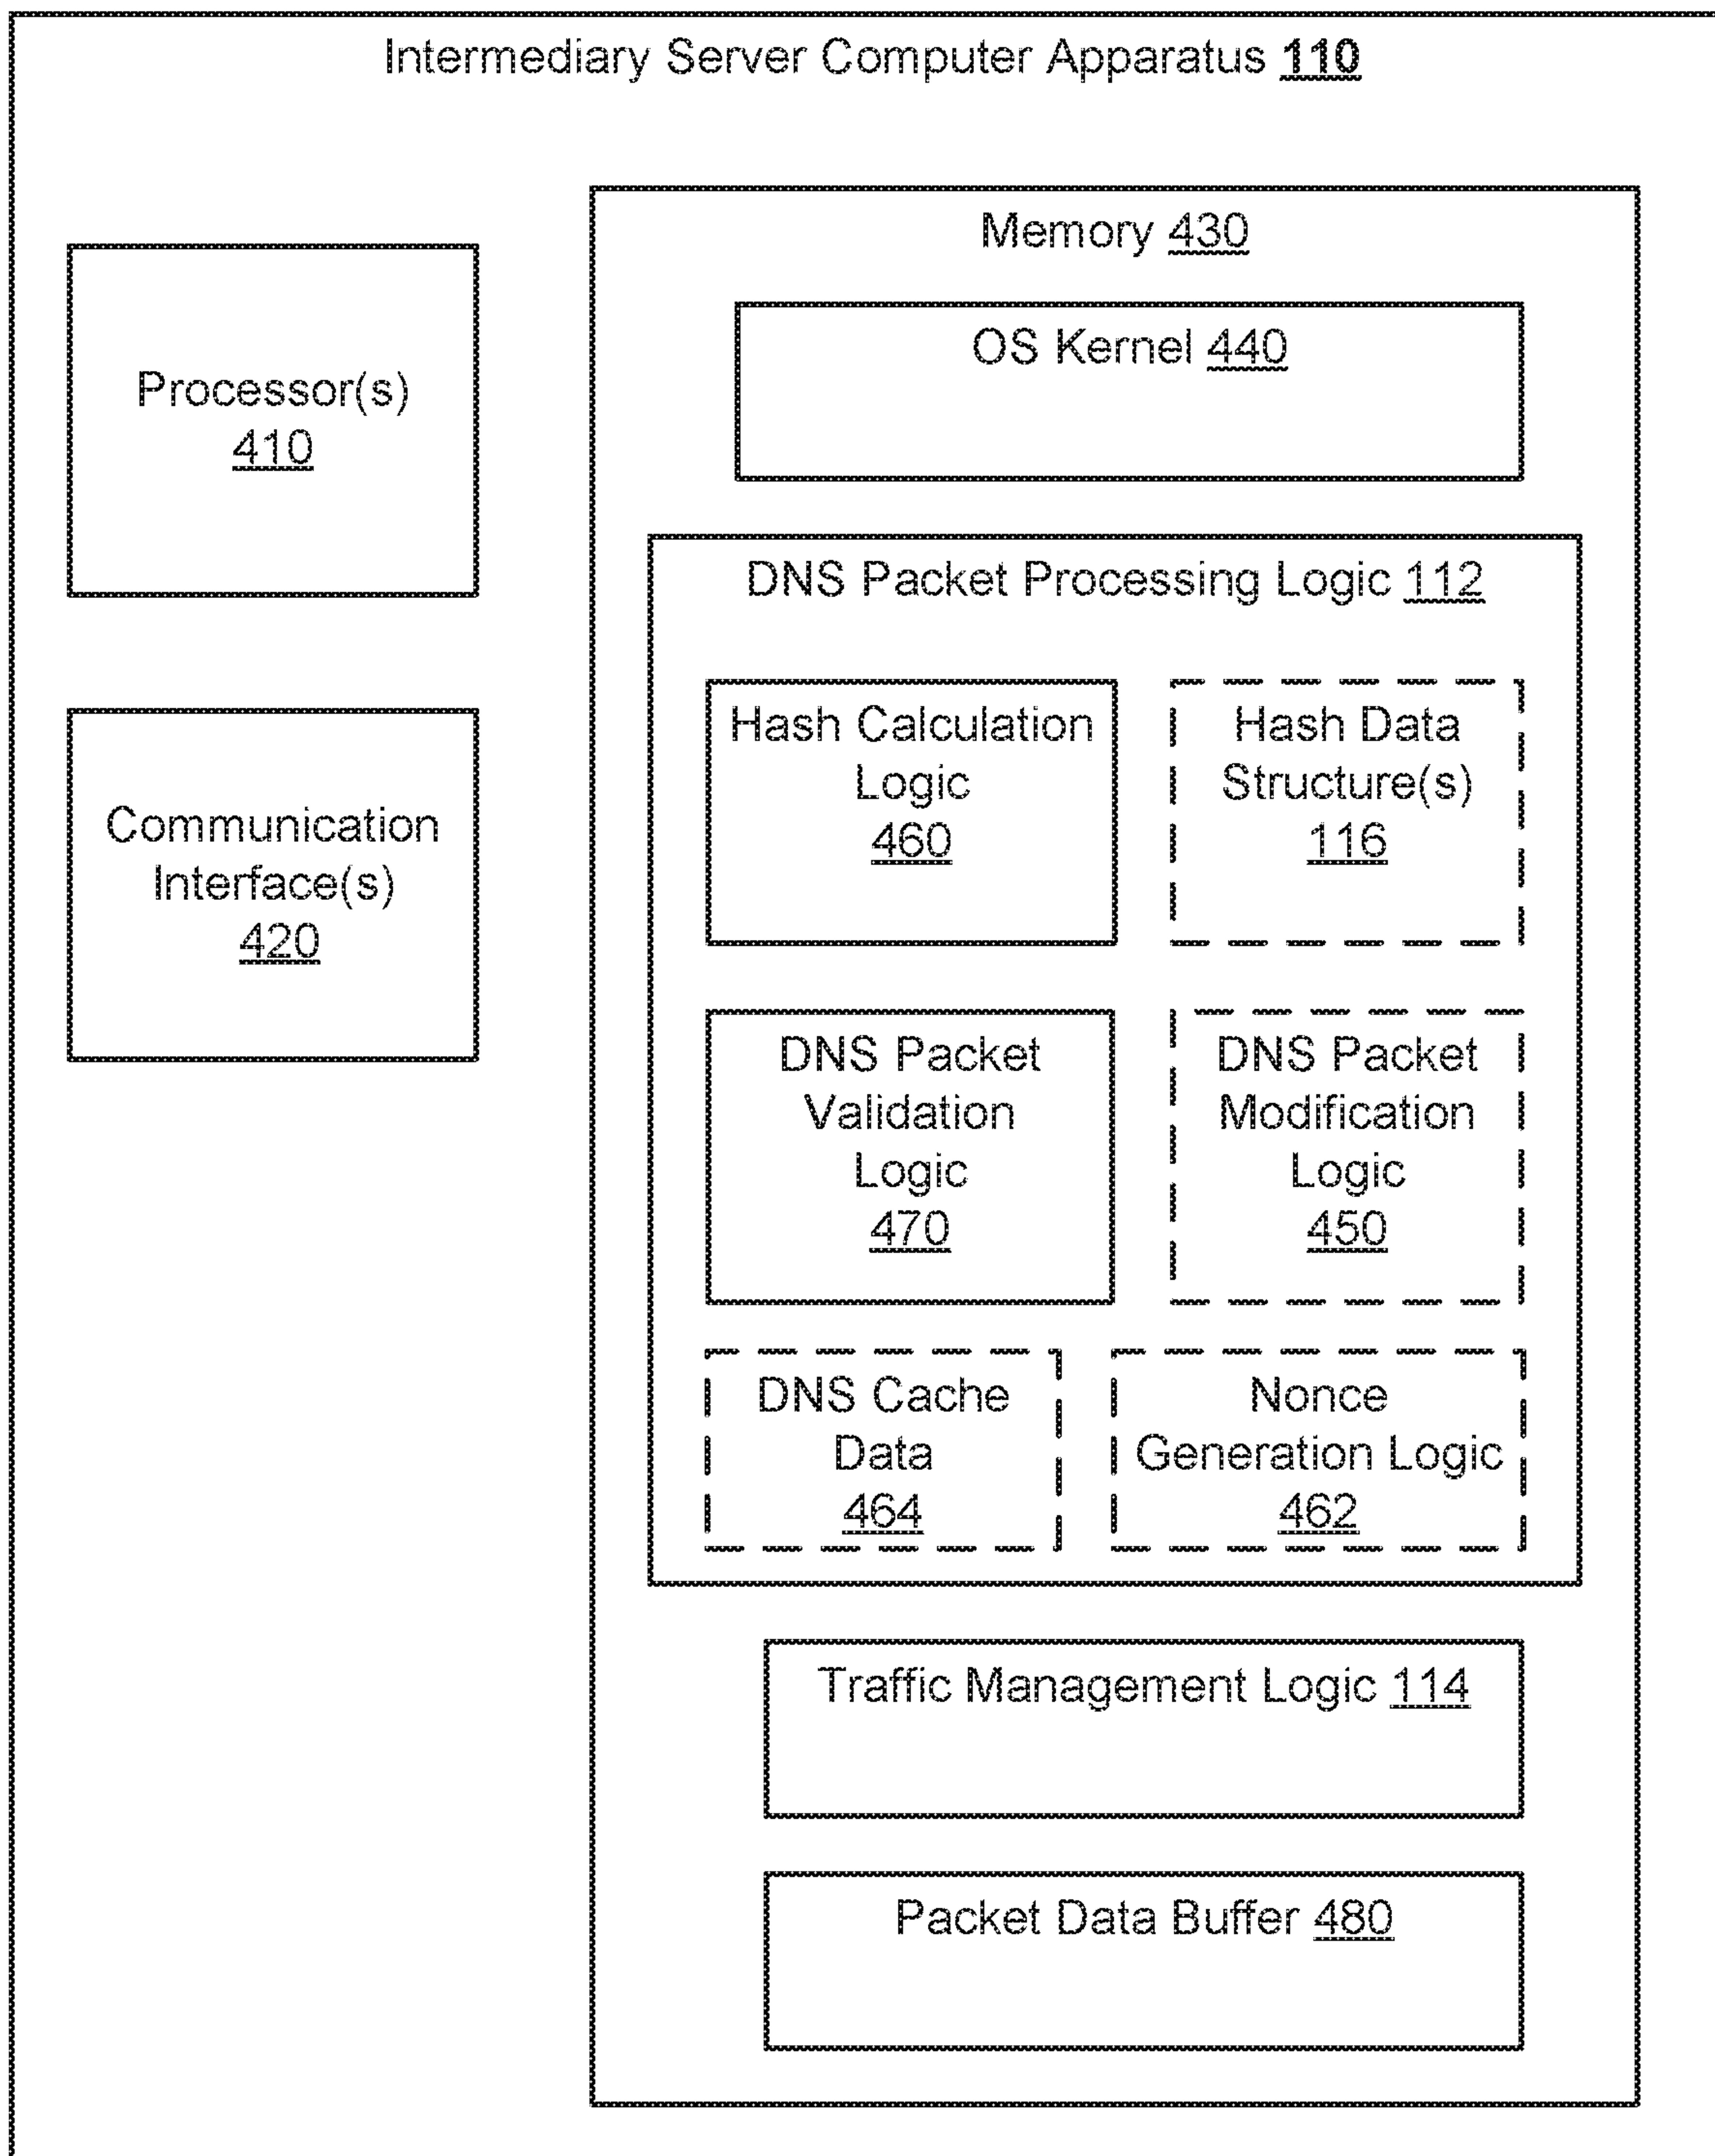 Intermediary Server Computer Apparatus 110
Processor(s)
410
Communication
Interface(s)
420
Memory 430
OS Kernel 440
DNS Packet Processing Logic 112
Hash Calculation
Logic
460
Hash Data
Structure(s)
116
DNS Packet
Validation
Logic
470
DNS Packet
Modification
Logic
450
DNS Cache
Data
464
Nonce
Generation Logic
462
Traffic Management Logic 114
Packet Data Buffer 480